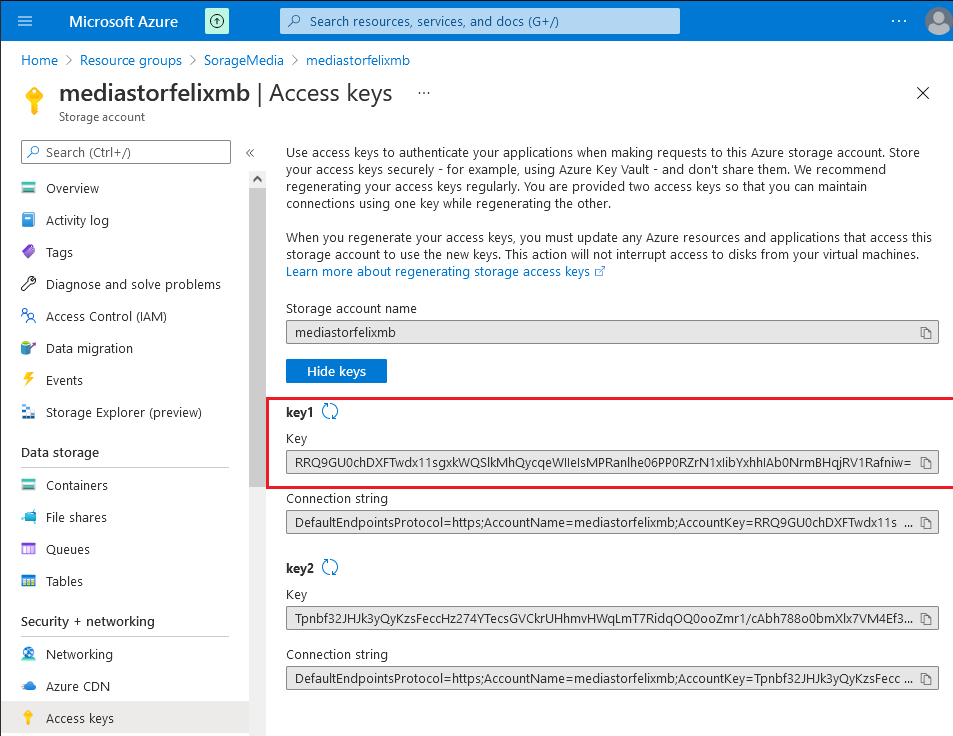 Microsoft Azure
Search resources, services, and docs (G+/)
...
Home > Resource groups > SorageMedia > mediastorfelixmb
mediastorfelixmb | Access keys ...
Storage account
Search (Ctrl+/)
«
Overview
Activity log
Tags
Diagnose and solve problems
Access Control (IAM)
Data migration
Events
Storage Explorer (preview)
Data storage
Containers
File shares
Queues
Tables
Security + networking
Networking
Azure CDN
Access keys
Use access keys to authenticate your applications when making requests to this Azure storage account. Store
your access keys securely - for example, using Azure Key Vault - and don't share them. We recommend
regenerating your access keys regularly. You are provided two access keys so that you can maintain
connections using one key while regenerating the other.
When you regenerate your access keys, you must update any Azure resources and applications that access this
storage account to use the new keys. This action will not interrupt access to disks from your virtual machines.
Learn more about regenerating storage access keys
Storage account name
mediastorfelixmb
Hide keys
key1
Key
Connection string
DefaultEndpointsProtocol=https;AccountName=mediastorfelixmb;AccountKey=RRQ9GU0chDXFTwdx11s ...
key2
Key
Connection string
DefaultEndpointsProtocol=https;AccountName=mediastorfelixmb;AccountKey=Tpnbf32JHJk3yQyKzsFecc ...